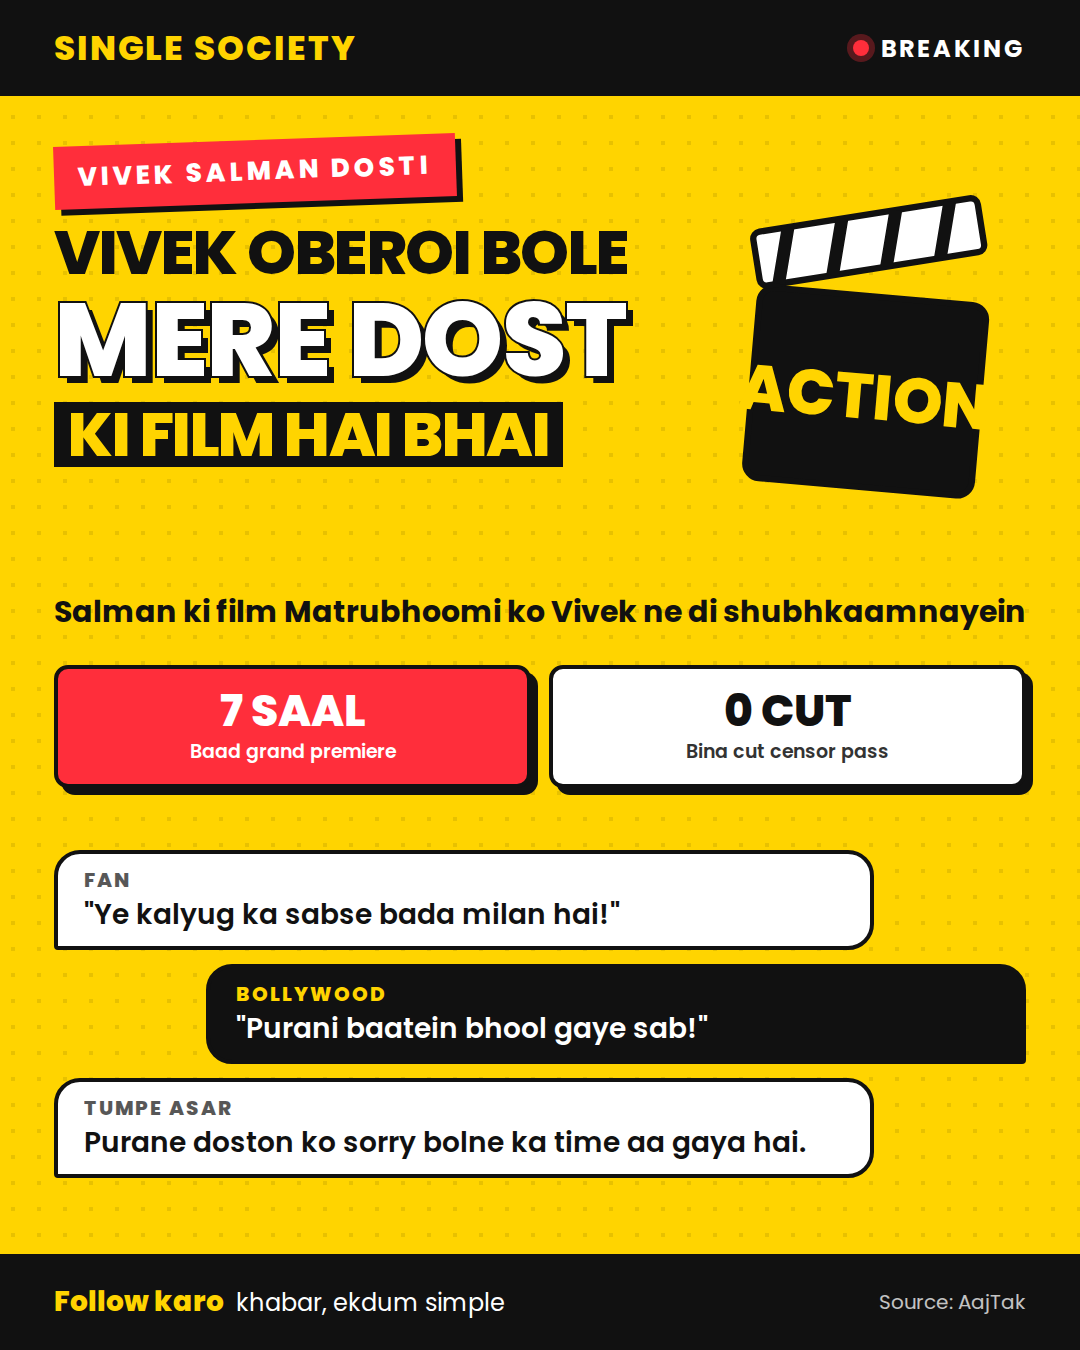 SINGLE SOCIETY
BREAKING
VIVEK SALMAN DOSTI
VIVEK OBEROI BOLE
MERE DOST
KI FILM HAI BHAI
ACTION
Salman ki film Matrubhoomi ko Vivek ne di shubhkaamnayein
7 SAAL
Baad grand premiere
0 CUT
Bina cut censor pass
FAN
"Ye kalyug ka sabse bada milan hai!"
BOLLYWOOD
"Purani baatein bhool gaye sab!"
TUMPE ASAR
Purane doston ko sorry bolne ka time aa gaya hai.
Follow karo khabar, ekdum simple
Source: AajTak